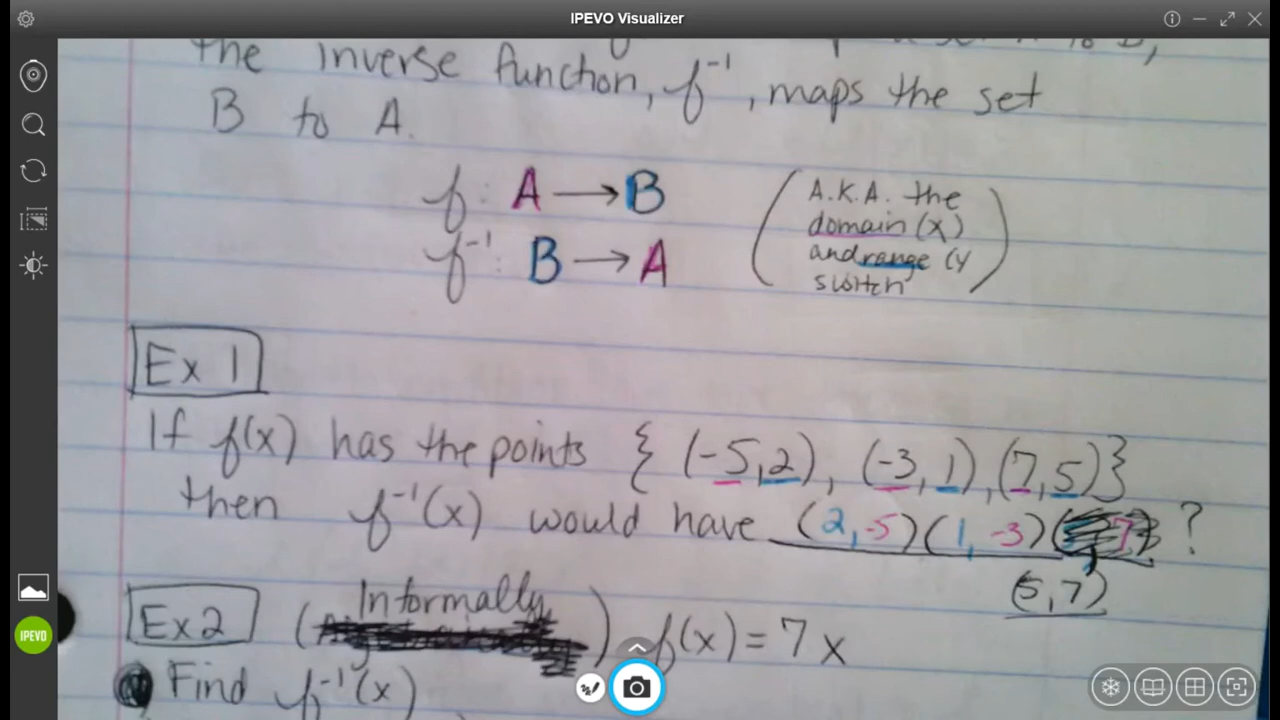 IPEVO Visualizer
the inverse function, f⁻¹, maps the set
B to A.
f: A → B
f⁻¹: B → A
(A.K.A. the
domain (x)
and range (y
switch)
Ex 1
If f(x) has the points {(-5,2), (-3,1),(7,5)}
then f⁻¹(x) would have (2,-5)(1,-3) ?
(5,7)
Ex2 (Informally) f(x) = 7x
Find f⁻¹(x)
IPEVO